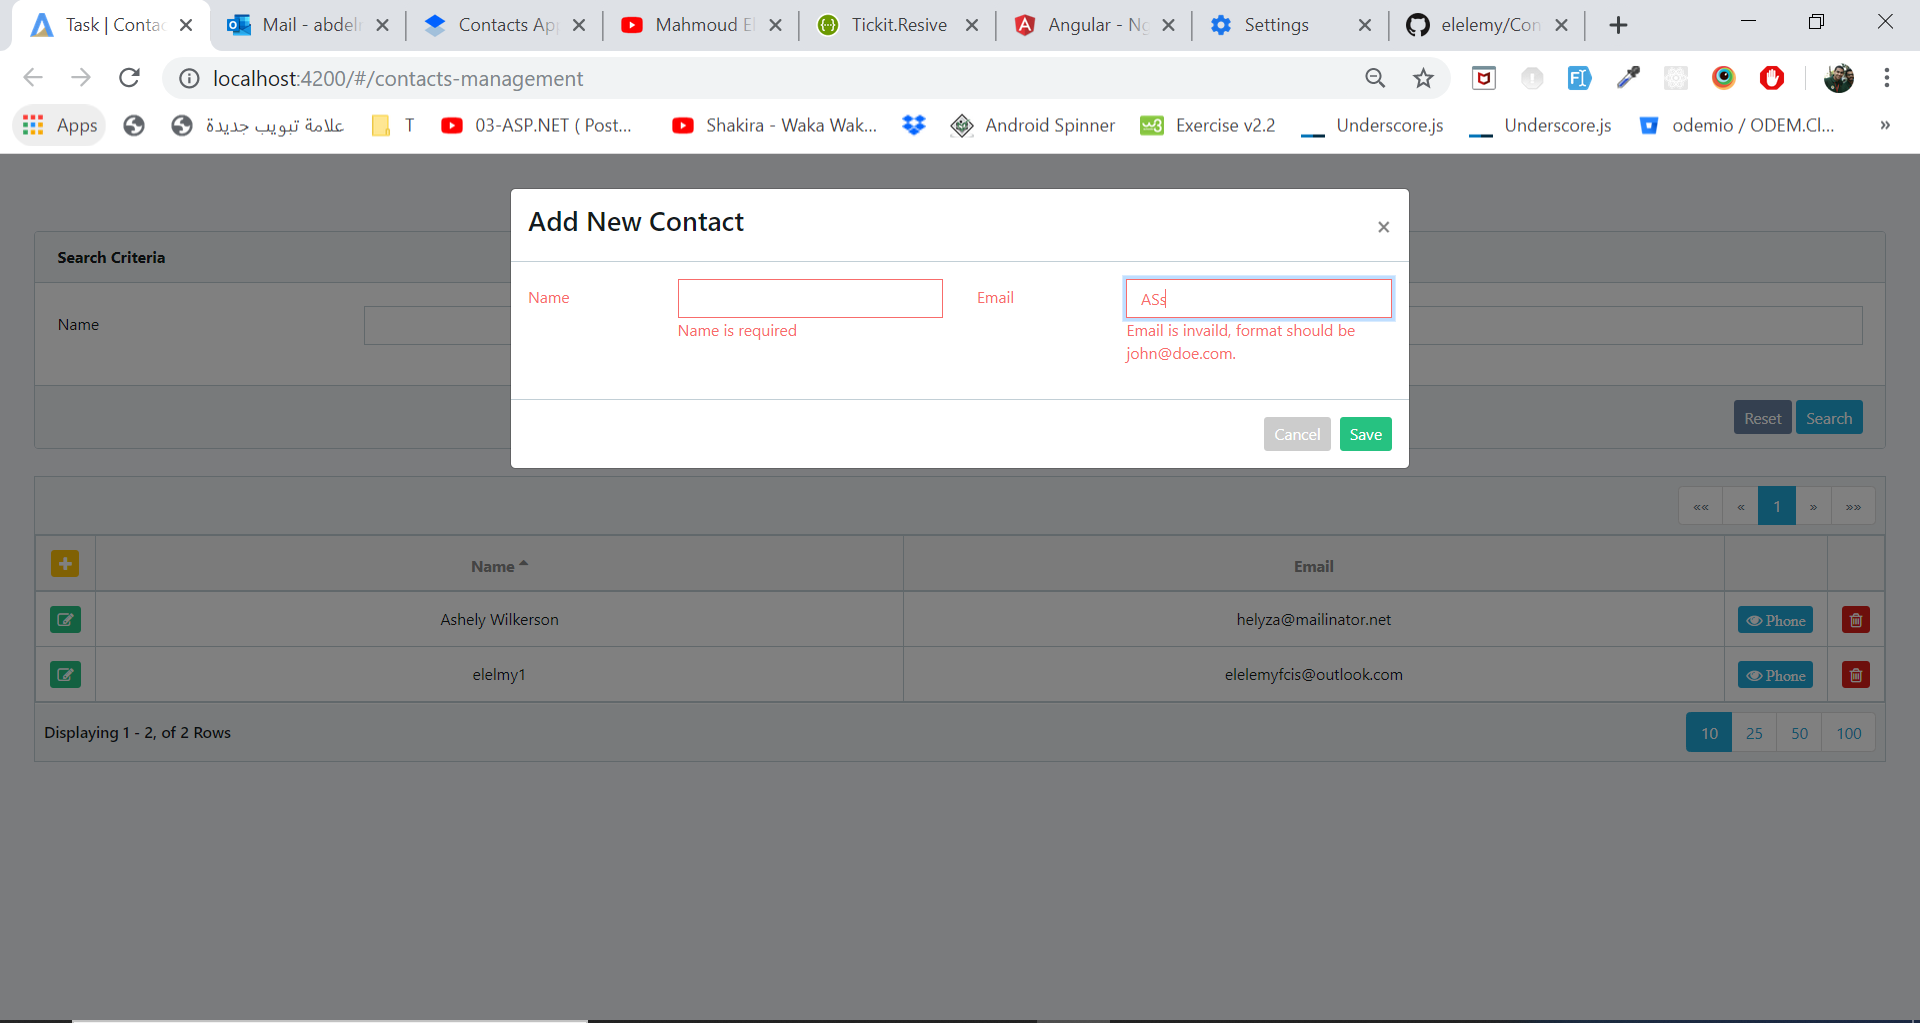 Task | Contac
Mail - abdelr
Contacts Ap
Mahmoud El
Tickit.Resive
Angular - Ng
Settings
elelemy/Con
localhost:4200/#/contacts-management
Apps
علامة تبويب جديدة
T
03-ASP.NET ( Post...
Shakira - Waka Wak...
Android Spinner
Exercise v2.2
Underscore.js
Underscore.js
odemio / ODEM.Cl...
»
Add New Contact
×
Name
Email
ASs
Name is required
Email is invaild, format should be
john@doe.com.
Cancel
Save
Search Criteria
Name
Reset
Search
«« « 1 » »»
Name
Email
Ashely Wilkerson
helyza@mailinator.net
Phone
elelmy1
elelemyfcis@outlook.com
Phone
Displaying 1 - 2, of 2 Rows
10 25 50 100